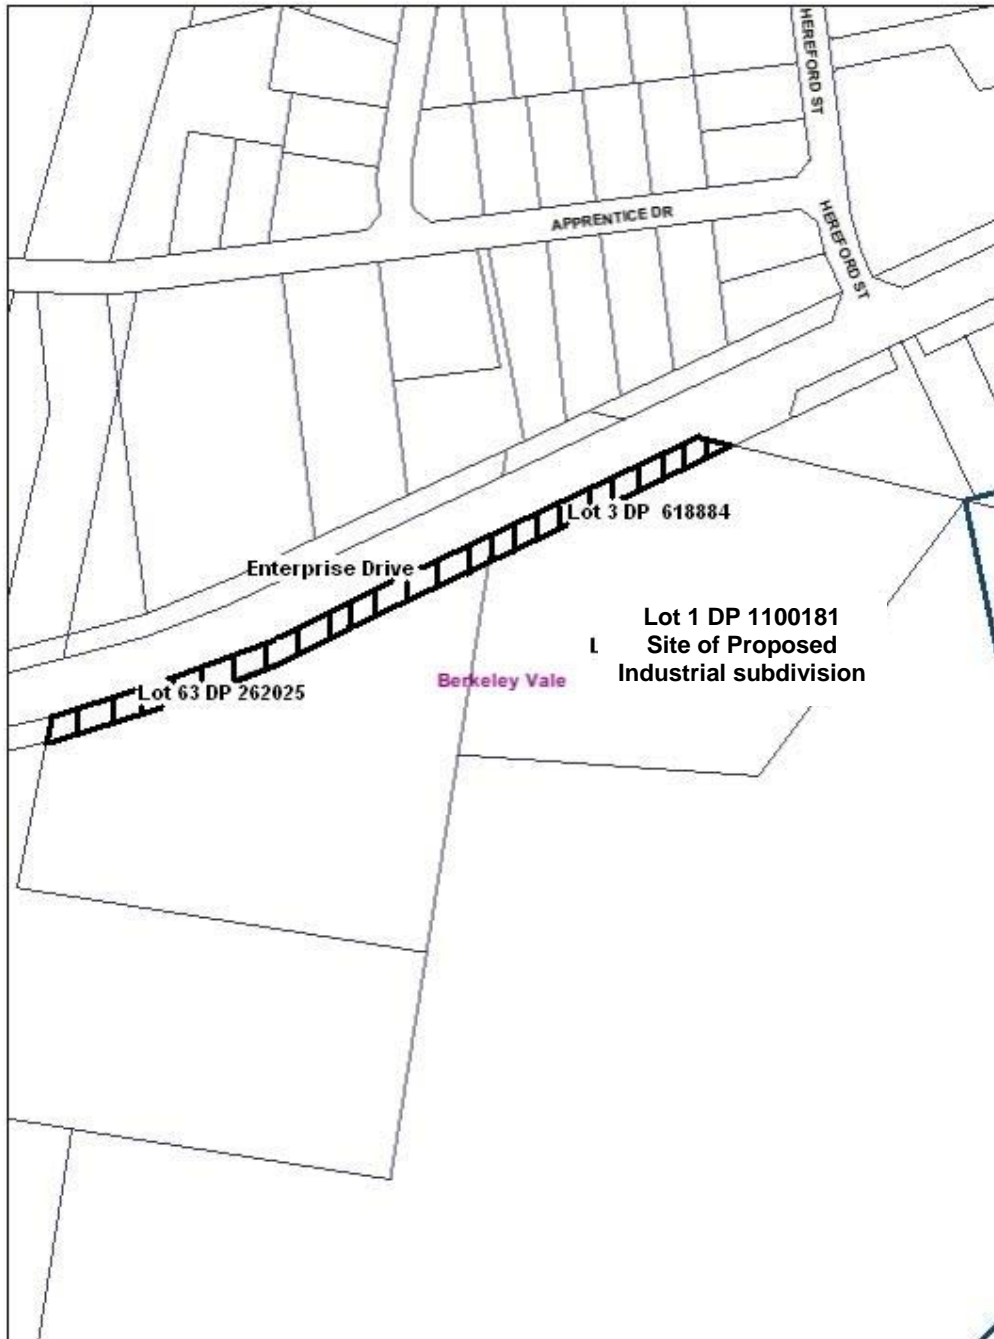 HEREFORD ST
APPRENTICE DR
HEREFORD ST
Lot 3 DP 618884
Enterprise Drive
Lot 1 DP 1100181
Site of Proposed
Industrial subdivision
L
Berkeley Vale
Lot 63 DP 262025